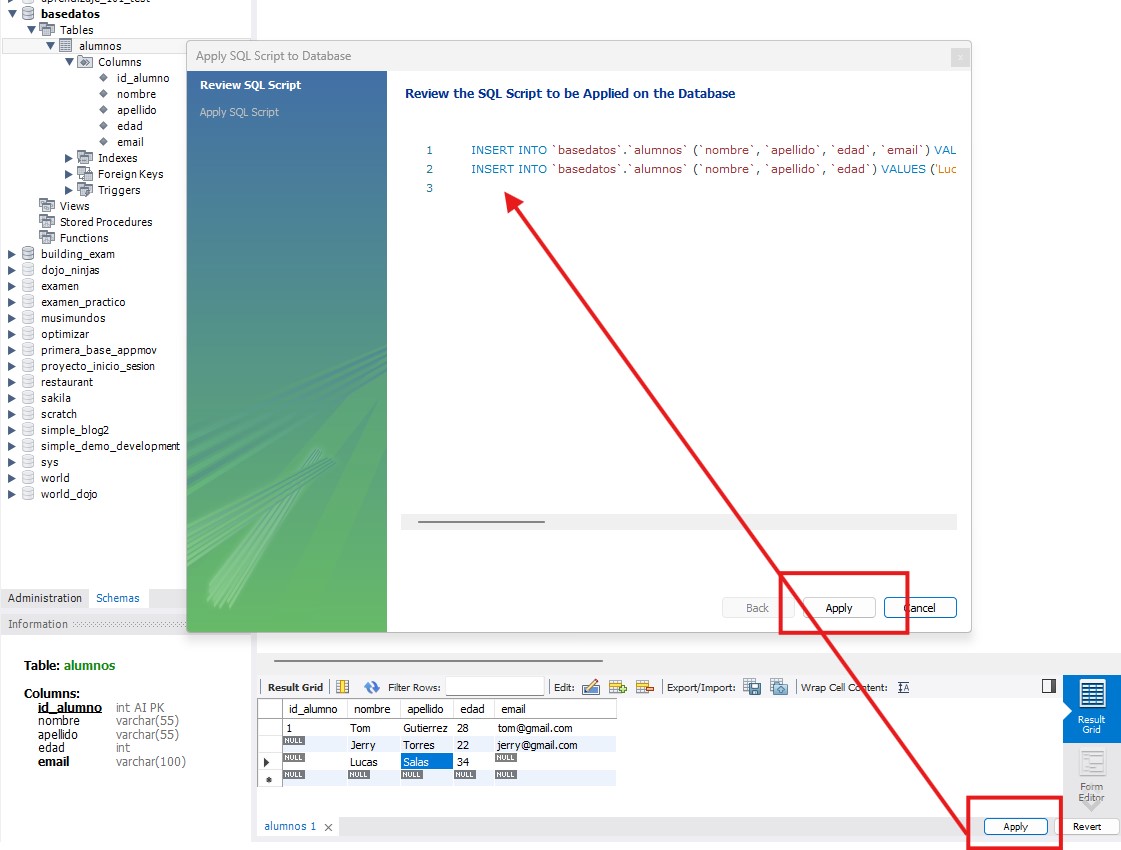 aprendizaje_101_test
basedatos
Tables
alumnos
Columns
id_alumno
nombre
apellido
edad
email
Indexes
Foreign Keys
Triggers
Views
Stored Procedures
Functions
building_exam
dojo_ninjas
examen
examen_practico
musimundos
optimizar
primera_base_appmov
proyecto_inicio_sesion
restaurant
sakila
scratch
simple_blog2
simple_demo_development
sys
world
world_dojo
Administration Schemas
Information
Table: alumnos
Columns:
id_alumno int AI PK
nombre varchar(55)
apellido varchar(55)
edad int
email varchar(100)
Apply SQL Script to Database
Review SQL Script
Apply SQL Script
Review the SQL Script to be Applied on the Database
1 INSERT INTO `basedatos`.`alumnos` (`nombre`, `apellido`, `edad`, `email`) VAL
2 INSERT INTO `basedatos`.`alumnos` (`nombre`, `apellido`, `edad`) VALUES ('Luc
3
Back Apply Cancel
Result Grid Filter Rows: Edit: Export/Import: Wrap Cell Content: IA
id_alumno nombre apellido edad email
1 Tom Gutierrez 28 tom@gmail.com
NULL Jerry Torres 22 jerry@gmail.com
NULL Lucas Salas 34 NULL
NULL NULL NULL NULL NULL
Result
Grid
Form
Editor
alumnos 1
Apply Revert